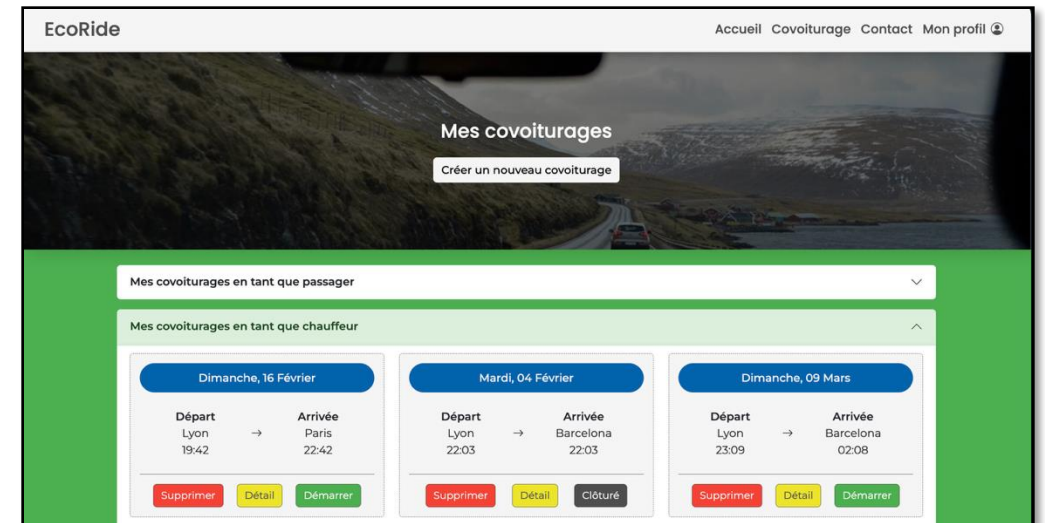 EcoRide
Accueil Covoiturage Contact Mon profil
Mes covoiturages
Créer un nouveau covoiturage
Mes covoiturages en tant que passager
Mes covoiturages en tant que chauffeur
Dimanche, 16 Février
Départ Arrivée
Lyon → Paris
19:42 22:42
Supprimer Détail Démarrer
Mardi, 04 Février
Départ Arrivée
Lyon → Barcelona
22:03 22:03
Supprimer Détail Clôturé
Dimanche, 09 Mars
Départ Arrivée
Lyon → Barcelona
23:09 02:08
Supprimer Détail Démarrer